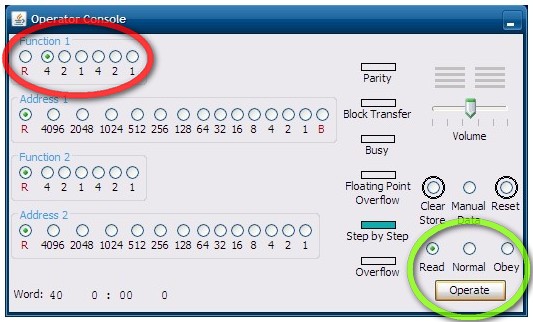 Operator Console
Function 1
R 4 2 1 4 2 1
Parity
Address 1
R 4096 2048 1024 512 256 128 64 32 16 8 4 2 1 B
Block Transfer
Volume
Busy
Function 2
R 4 2 1 4 2 1
Floating Point
Overflow
Clear
Store
Manual
Data
Reset
Address 2
R 4096 2048 1024 512 256 128 64 32 16 8 4 2 1
Step by Step
Read Normal Obey
Overflow
Operate
Word: 40 0 : 00 0